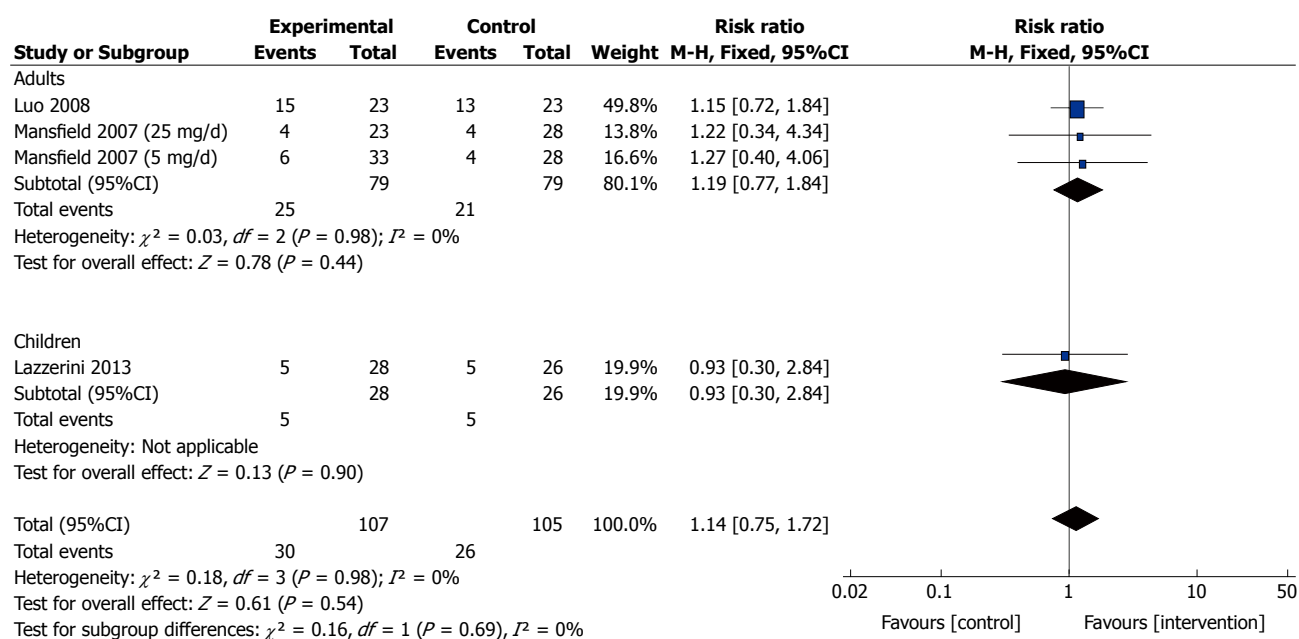 Experimental Control Risk ratio Risk ratio
Study or Subgroup Events Total Events Total Weight M-H, Fixed, 95%CI M-H, Fixed, 95%CI
Adults
Luo 2008 15 23 13 23 49.8% 1.15 [0.72, 1.84]
Mansfield 2007 (25 mg/d) 4 23 4 28 13.8% 1.22 [0.34, 4.34]
Mansfield 2007 (5 mg/d) 6 33 4 28 16.6% 1.27 [0.40, 4.06]
Subtotal (95%CI) 79 79 80.1% 1.19 [0.77, 1.84]
Total events 25 21
Heterogeneity: χ² = 0.03, df = 2 (P = 0.98); I² = 0%
Test for overall effect: Z = 0.78 (P = 0.44)
Children
Lazzerini 2013 5 28 5 26 19.9% 0.93 [0.30, 2.84]
Subtotal (95%CI) 28 26 19.9% 0.93 [0.30, 2.84]
Total events 5 5
Heterogeneity: Not applicable
Test for overall effect: Z = 0.13 (P = 0.90)
Total (95%CI) 107 105 100.0% 1.14 [0.75, 1.72]
Total events 30 26
Heterogeneity: χ² = 0.18, df = 3 (P = 0.98); I² = 0%
Test for overall effect: Z = 0.61 (P = 0.54)
Test for subgroup differences: χ² = 0.16, df = 1 (P = 0.69), I² = 0%
0.02 0.1 1 10 50
Favours [control] Favours [intervention]